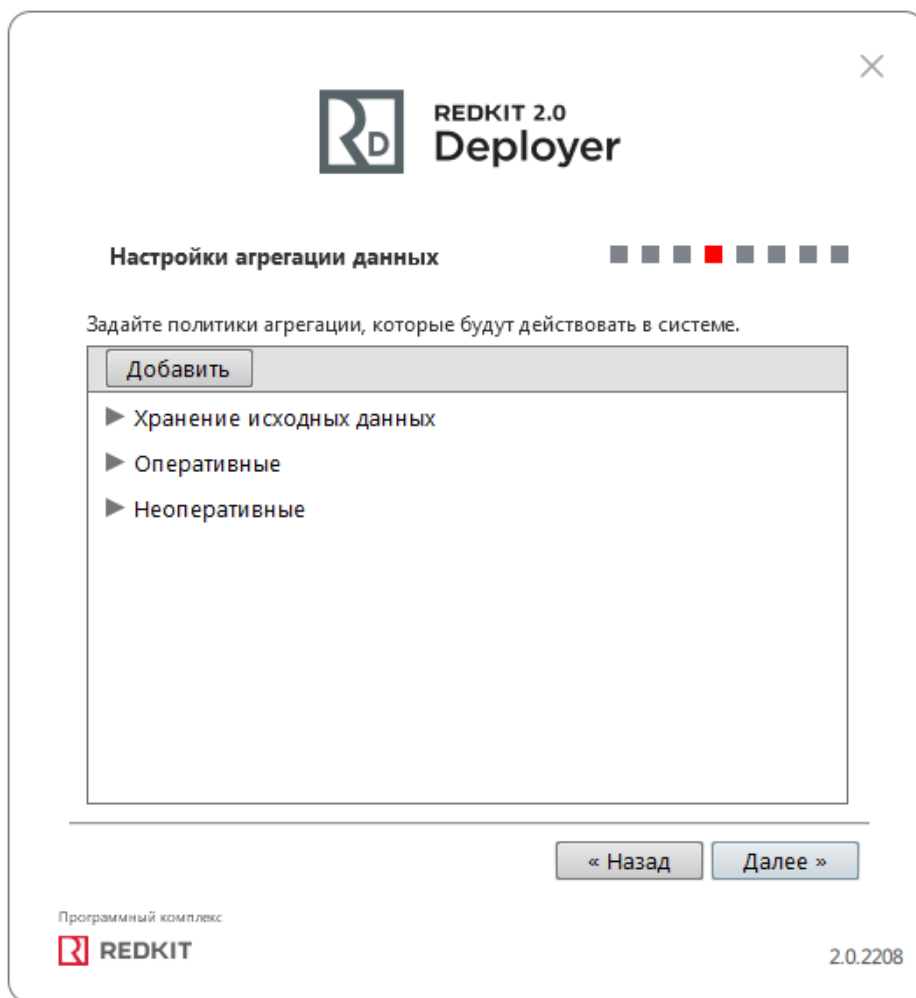 REDKIT 2.0
Deployer
Настройки агрегации данных
Задайте политики агрегации, которые будут действовать в системе.
Добавить
Хранение исходных данных
Оперативные
Неоперативные
« Назад
Далее »
Программный комплекс
REDKIT
2.0.2208